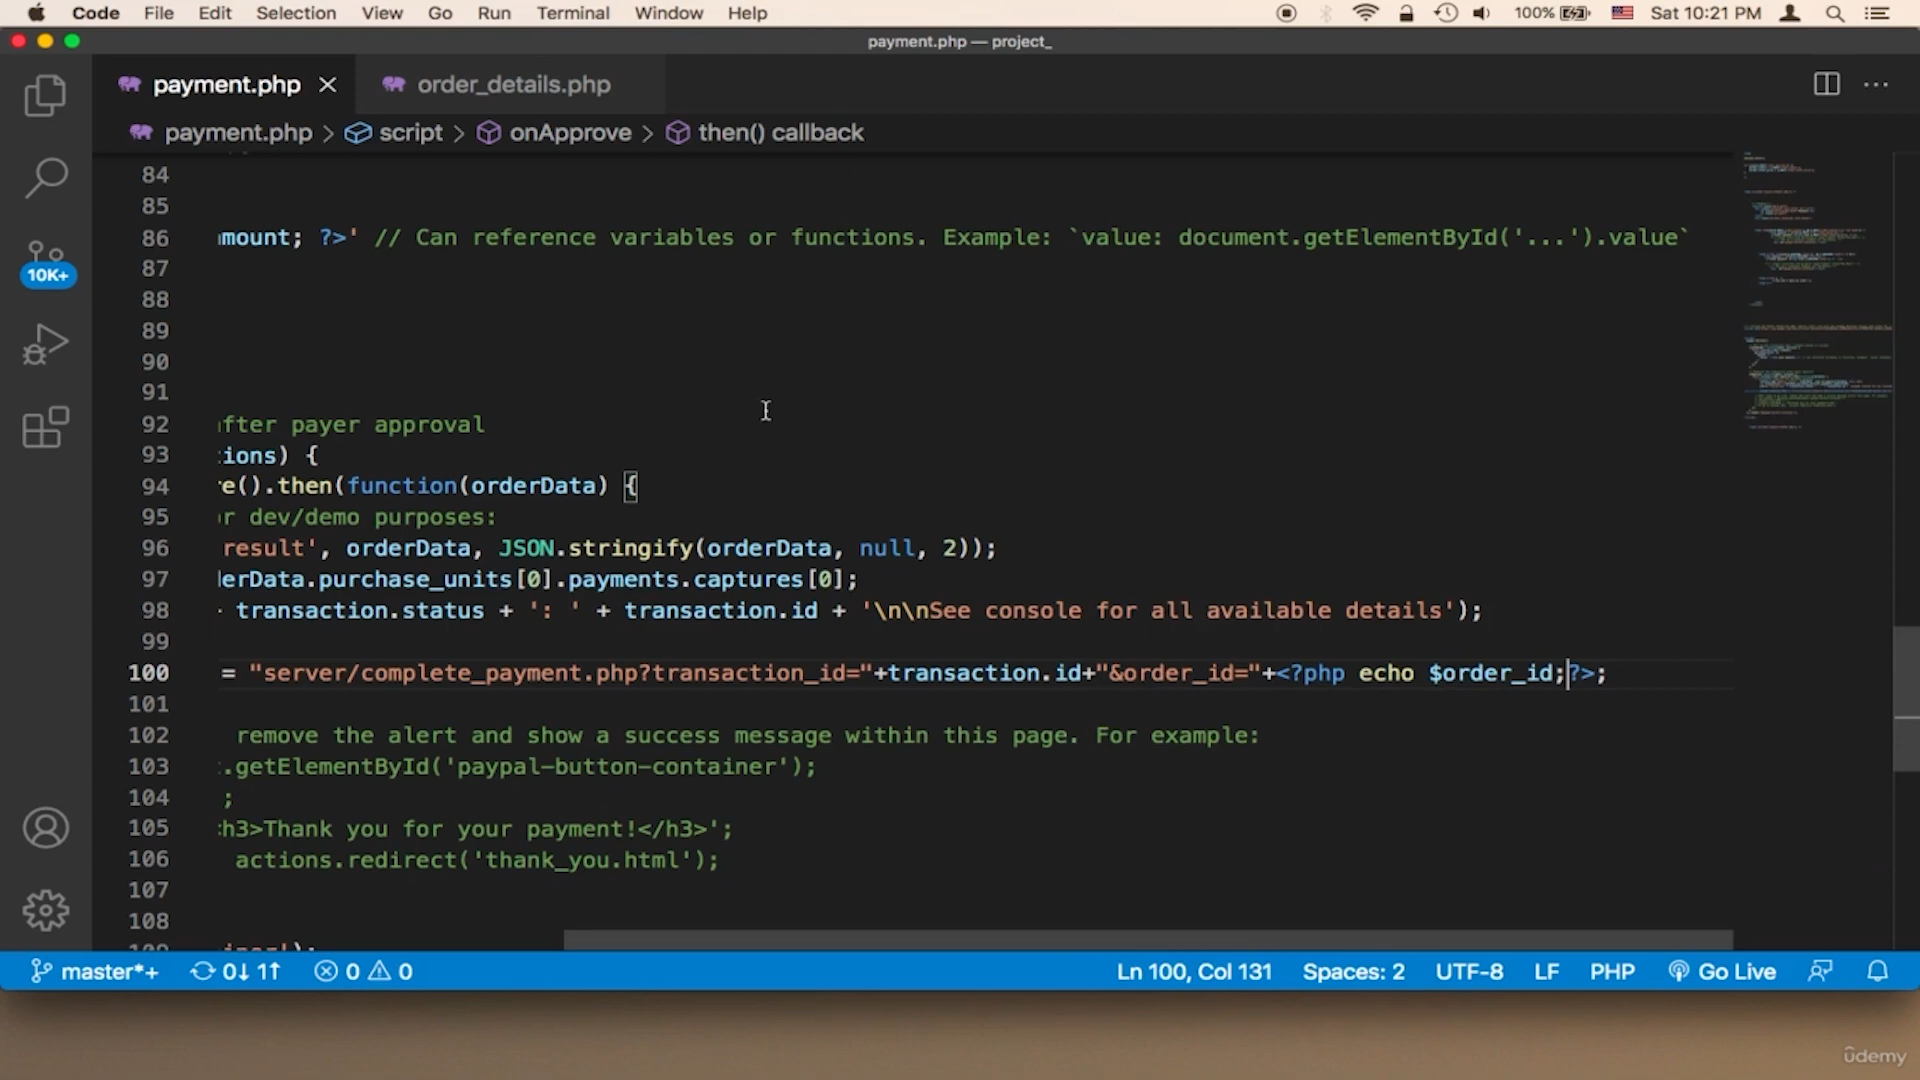 Code File Edit Selection View Go Run Terminal Window Help 100% Sat 10:21 PM
payment.php — project_
payment.php order_details.php
payment.php > script > onApprove > then() callback
84
85
86 mount; ?>' // Can reference variables or functions. Example: `value: document.getElementById('...').value`
87
88
89
90
91
92 after payer approval
93 ions) {
94 re().then(function(orderData) {
95 r dev/demo purposes:
96 result', orderData, JSON.stringify(orderData, null, 2));
97 erData.purchase_units[0].payments.captures[0];
98 transaction.status + ': ' + transaction.id + '\n\nSee console for all available details');
99
100 = "server/complete_payment.php?transaction_id="+transaction.id+"&order_id="+<?php echo $order_id;?>;
101
102 remove the alert and show a success message within this page. For example:
103 .getElementById('paypal-button-container');
104 ;
105 h3>Thank you for your payment!</h3>';
106 actions.redirect('thank_you.html');
107
108
10K+
master*+ 0↓ 1↑ 0 0 Ln 100, Col 131 Spaces: 2 UTF-8 LF PHP Go Live
ûdemy